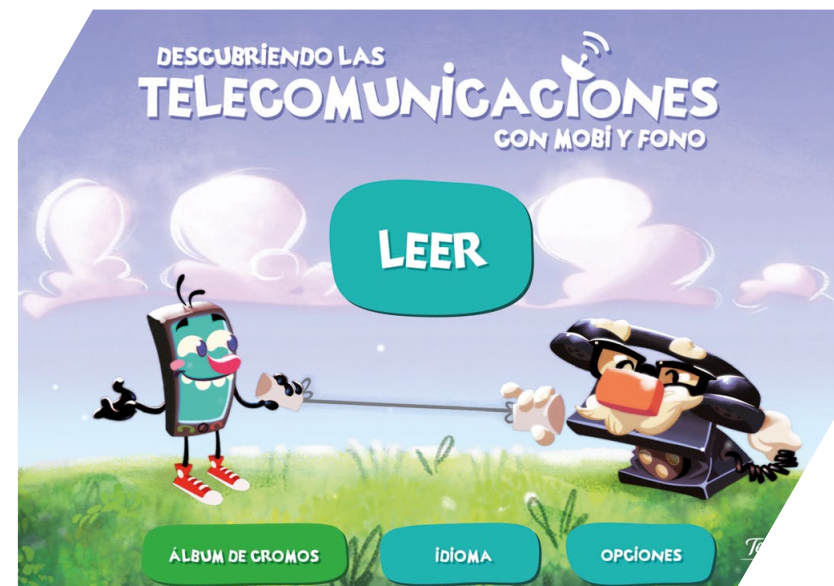 DESCUBRIENDO LAS
TELECOMUNICACIONES
CON MOBI Y FONO
LEER
ÁLBUM DE CROMOS
IDIOMA
OPCIONES